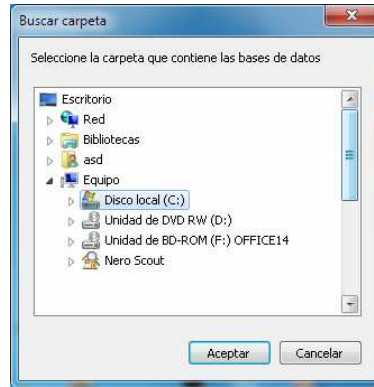 Buscar carpeta
Seleccione la carpeta que contiene las bases de datos
Escritorio
Red
Bibliotecas
asd
Equipo
Disco local (C:)
Unidad de DVD RW (D:)
Unidad de BD-ROM (F:) OFFICE14
Nero Scout
Aceptar Cancelar